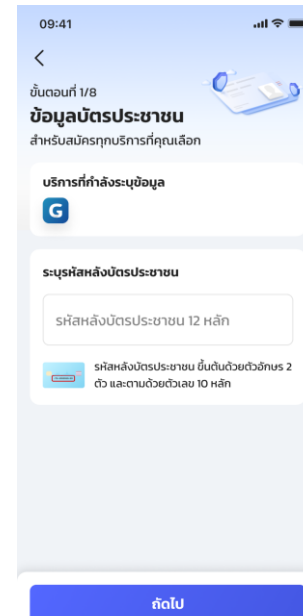 09:41
ขั้นตอนที่ 1/8
ข้อมูลบัตรประชาชน
สำหรับสมัครทุกบริการที่คุณเลือก
บริการที่กำลังระบุข้อมูล
G
ระบุรหัสหลังบัตรประชาชน
รหัสหลังบัตรประชาชน 12 หลัก
รหัสหลังบัตรประชาชน ขึ้นต้นด้วยตัวอักษร 2
ตัว และตามด้วยตัวเลข 10 หลัก
ถัดไป